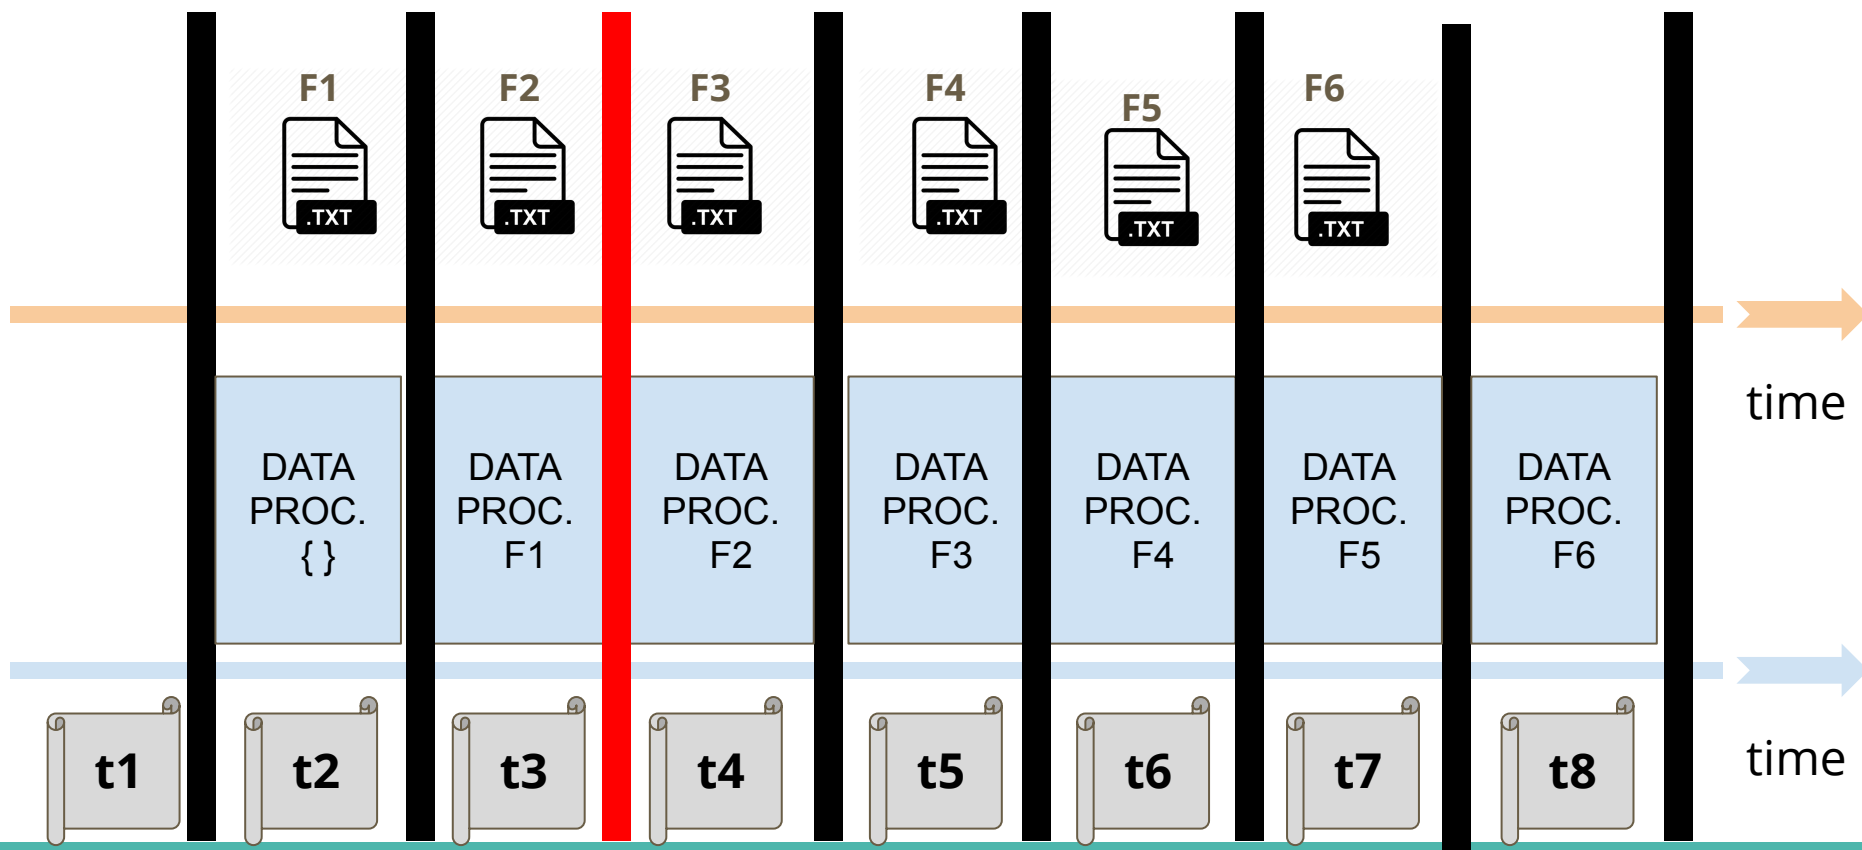 F1
F2
F3
F4
F5
F6
.TXT
.TXT
.TXT
.TXT
.TXT
.TXT
time
DATA
PROC.
{ }
DATA
PROC.
F1
DATA
PROC.
F2
DATA
PROC.
F3
DATA
PROC.
F4
DATA
PROC.
F5
DATA
PROC.
F6
t1
t2
t3
t4
t5
t6
t7
t8
time